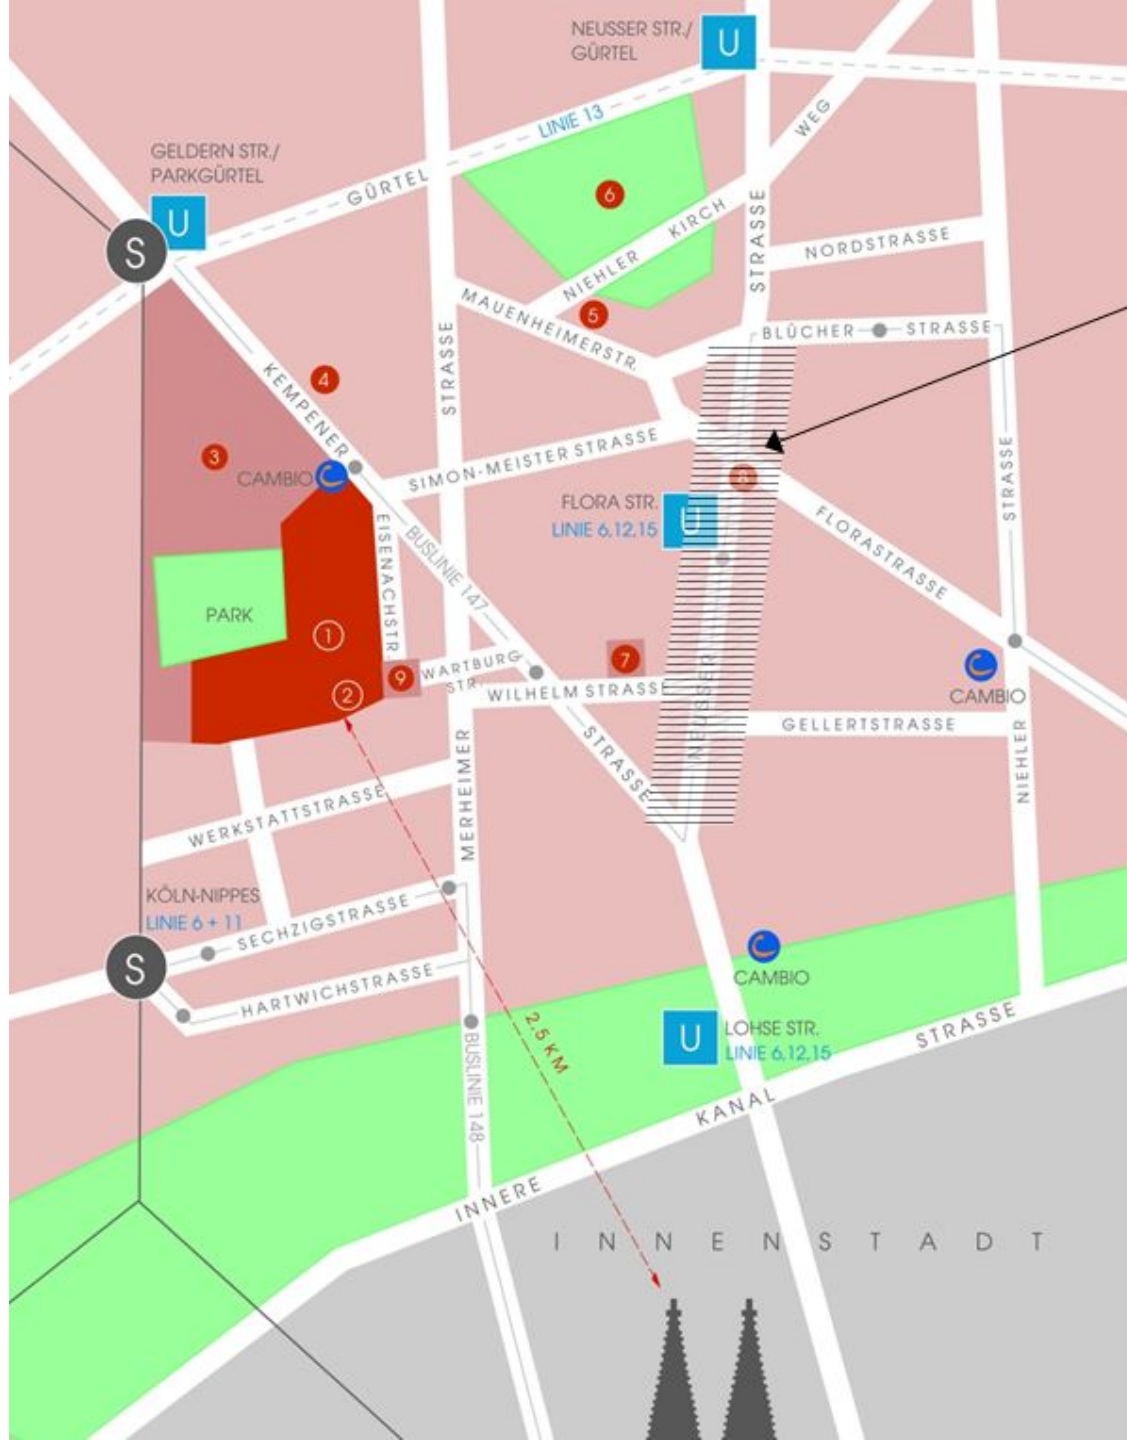 NEUSSER STR./
GÜRTEL
U
LINIE 13
WEG
GELDERN STR./
PARKGÜRTEL
U
S
GÜRTEL
6
KIRCH
NIEHLER
STRASSE
NORDSTRASSE
MAUENHEIMERSTR.
5
BLÜCHER STRASSE
STRASSE
4
KEMPENER
3
CAMBIO
SIMON-MEISTER STRASSE
8
STRASSE
FLORA STR.
LINIE 6,12,15
U
FLORASTRASSE
EISENACHSTR.
BUSLINIE 147
PARK
1
2
9
WARTBURG
STR.
7
WILHELM STRASSE
NEUSSER
CAMBIO
GELLERTSTRASSE
STRASSE
NIEHLER
MERHEIMER
WERKSTATTSTRASSE
KÖLN-NIPPES
LINIE 6 + 11
SECHZIGSTRASSE
S
HARTWICHSTRASSE
CAMBIO
2,5 KM
U
LOHSE STR.
LINIE 6,12,15
STRASSE
BUSLINIE 148
KANAL
INNERE
INNENSTADT